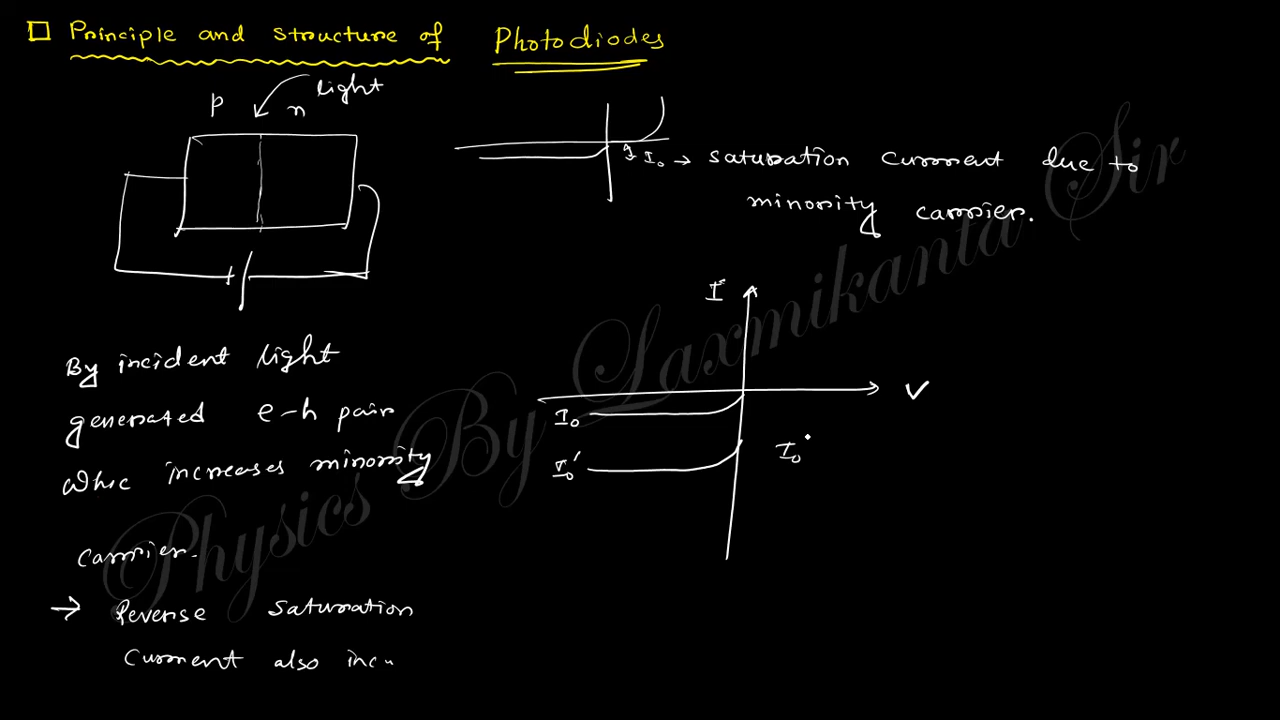 □ Principle and structure of Photodiodes
p n light
I₀ → saturation current due to
minority carrier.
I
V
I₀
I₀'
I₀
By incident light
generated e-h pair
whic increases minority
carrier.
→ Reverse saturation
current also incr
Physics By Laxmikanta Sir